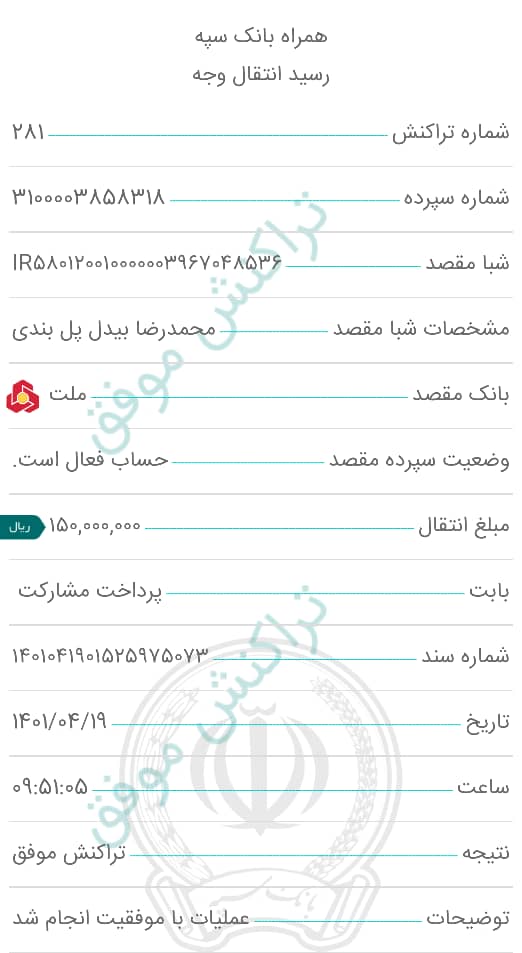 همراه بانک سپه
رسید انتقال وجه
شماره تراکنش ۲۸۱
شماره سپرده ۳۱۰۰۰۰۳۸۵۸۳۱۸
شبا مقصد IR۵۸۰۱۲۰۰۱۰۰۰۰۰۰۳۹۶۷۰۴۸۵۳۶
مشخصات شبا مقصد محمدرضا بیدل پل بندی
بانک مقصد ملت
وضعیت سپرده مقصد حساب فعال است.
مبلغ انتقال ۱۵۰,۰۰۰,۰۰۰ ریال
بابت پرداخت مشارکت
شماره سند ۱۴۰۱۰۴۱۹۰۱۵۲۵۹۷۵۰۷۳
تاریخ ۱۴۰۱/۰۴/۱۹
ساعت ۰۹:۵۱:۰۵
نتیجه تراکنش موفق
توضیحات عملیات با موفقیت انجام شد
تراکنش موفق
تراکنش موفق
بانک سپه